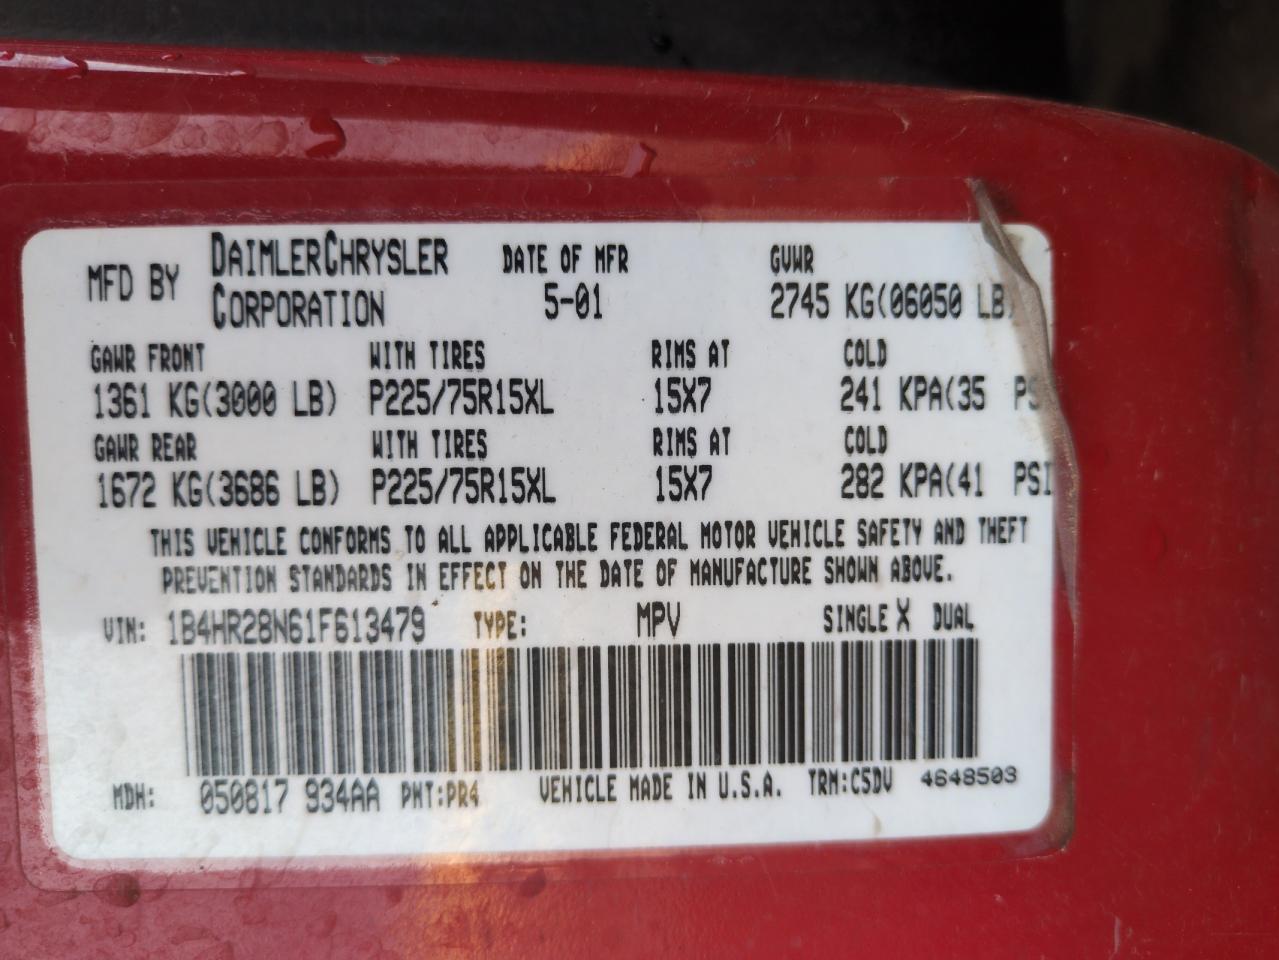 MFD BY DAIMLERCHRYSLER CORPORATION DATE OF MFR 5-01 GVWR 2745 KG(06050 LB)
GAWR FRONT WITH TIRES RIMS AT COLD
1361 KG(3000 LB) P225/75R15XL 15X7 241 KPA(35 PS
GAWR REAR WITH TIRES RIMS AT COLD
1672 KG(3686 LB) P225/75R15XL 15X7 282 KPA(41 PSI
THIS VEHICLE CONFORMS TO ALL APPLICABLE FEDERAL MOTOR VEHICLE SAFETY AND THEFT
PREVENTION STANDARDS IN EFFECT ON THE DATE OF MANUFACTURE SHOWN ABOVE.
VIN: 1B4HR28N61F613479 TYPE: MPV SINGLE X DUAL
MDH: 050817 934AA PNT:PR4 VEHICLE MADE IN U.S.A. TRM:C5DV 4648503